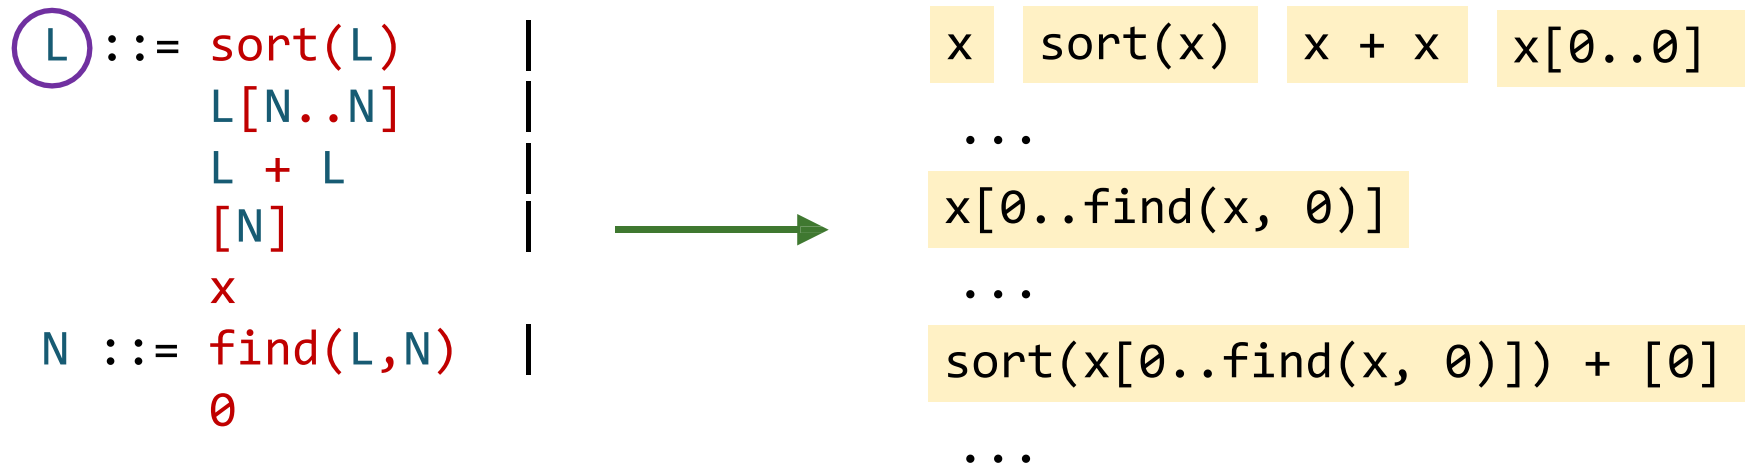 L ::= sort(L) |
L[N..N] |
L + L |
[N] |
x
N ::= find(L,N) |
0
x sort(x) x + x x[0..0]
...
x[0..find(x, 0)]
...
sort(x[0..find(x, 0)]) + [0]
...